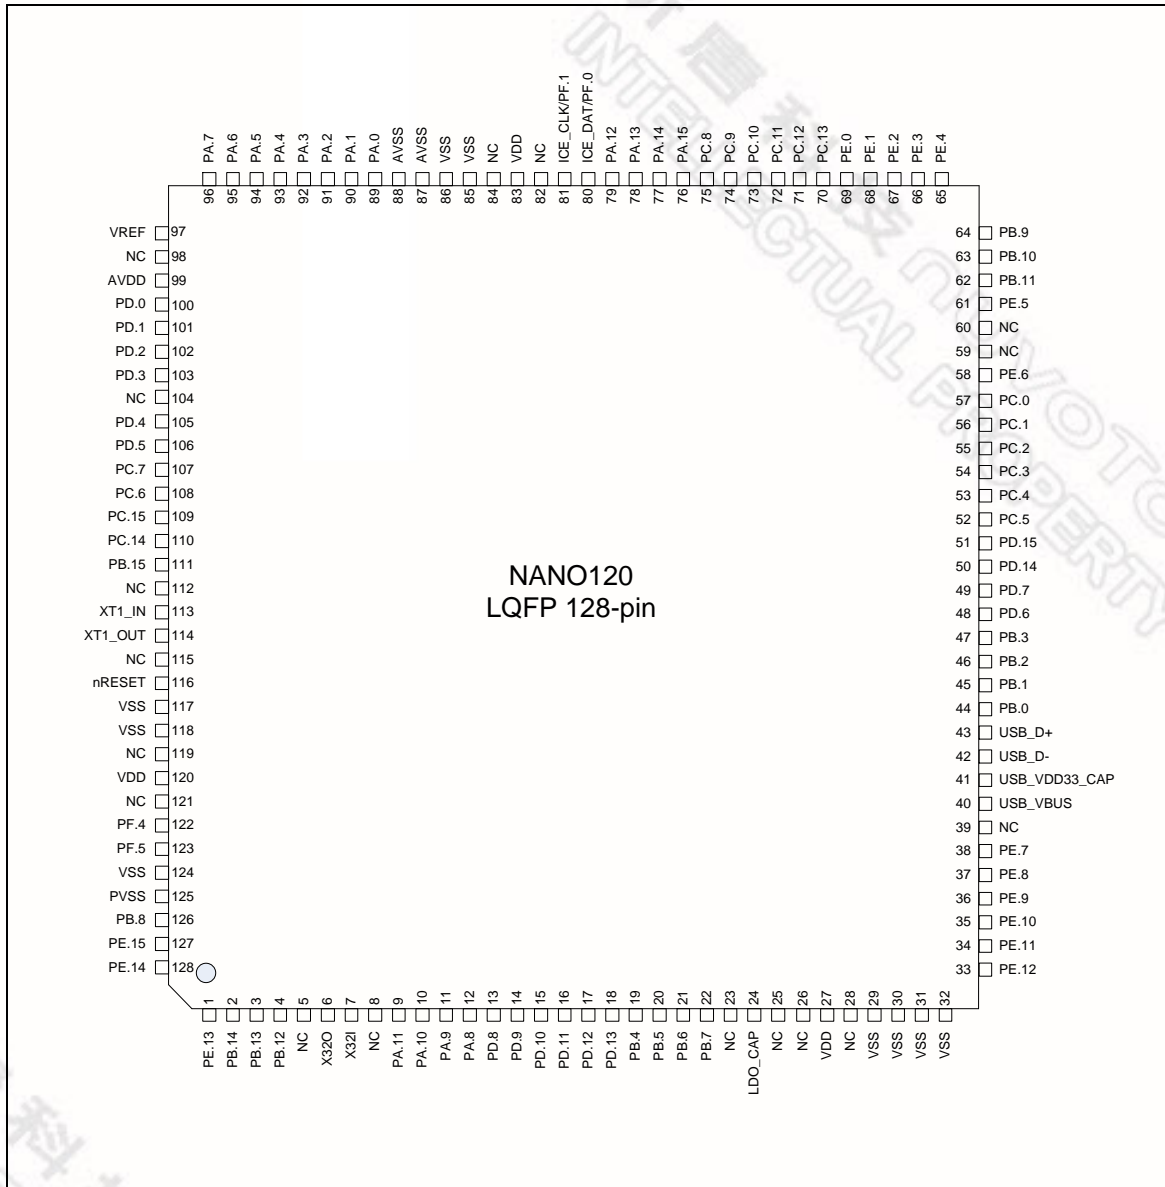 ICE_CLK/PF.1
ICE_DAT/PF.0
PA.7 PA.6 PA.5 PA.4 PA.3 PA.2 PA.1 PA.0 AVSS AVSS VSS VSS NC VDD NC PA.12 PA.13 PA.14 PA.15 PC.8 PC.9 PC.10 PC.11 PC.12 PC.13 PE.0 PE.1 PE.2 PE.3 PE.4
96 95 94 93 92 91 90 89 88 87 86 85 84 83 82 81 80 79 78 77 76 75 74 73 72 71 70 69 68 67 66 65
VREF 97
NC 98
AVDD 99
PD.0 100
PD.1 101
PD.2 102
PD.3 103
NC 104
PD.4 105
PD.5 106
PC.7 107
PC.6 108
PC.15 109
PC.14 110
PB.15 111
NC 112
XT1_IN 113
XT1_OUT 114
NC 115
nRESET 116
VSS 117
VSS 118
NC 119
VDD 120
NC 121
PF.4 122
PF.5 123
VSS 124
PVSS 125
PB.8 126
PE.15 127
PE.14 128
NANO120
LQFP 128-pin
64 PB.9
63 PB.10
62 PB.11
61 PE.5
60 NC
59 NC
58 PE.6
57 PC.0
56 PC.1
55 PC.2
54 PC.3
53 PC.4
52 PC.5
51 PD.15
50 PD.14
49 PD.7
48 PD.6
47 PB.3
46 PB.2
45 PB.1
44 PB.0
43 USB_D+
42 USB_D-
41 USB_VDD33_CAP
40 USB_VBUS
39 NC
38 PE.7
37 PE.8
36 PE.9
35 PE.10
34 PE.11
33 PE.12
1 2 3 4 5 6 7 8 9 10 11 12 13 14 15 16 17 18 19 20 21 22 23 24 25 26 27 28 29 30 31 32
PE.13 PB.14 PB.13 PB.12 NC X32O X32I NC PA.11 PA.10 PA.9 PA.8 PD.8 PD.9 PD.10 PD.11 PD.12 PD.13 PB.4 PB.5 PB.6 PB.7 NC LDO_CAP NC NC VDD NC VSS VSS VSS VSS
唐科技 nuvoTo
INTELLECTUAL PROPERTY
科